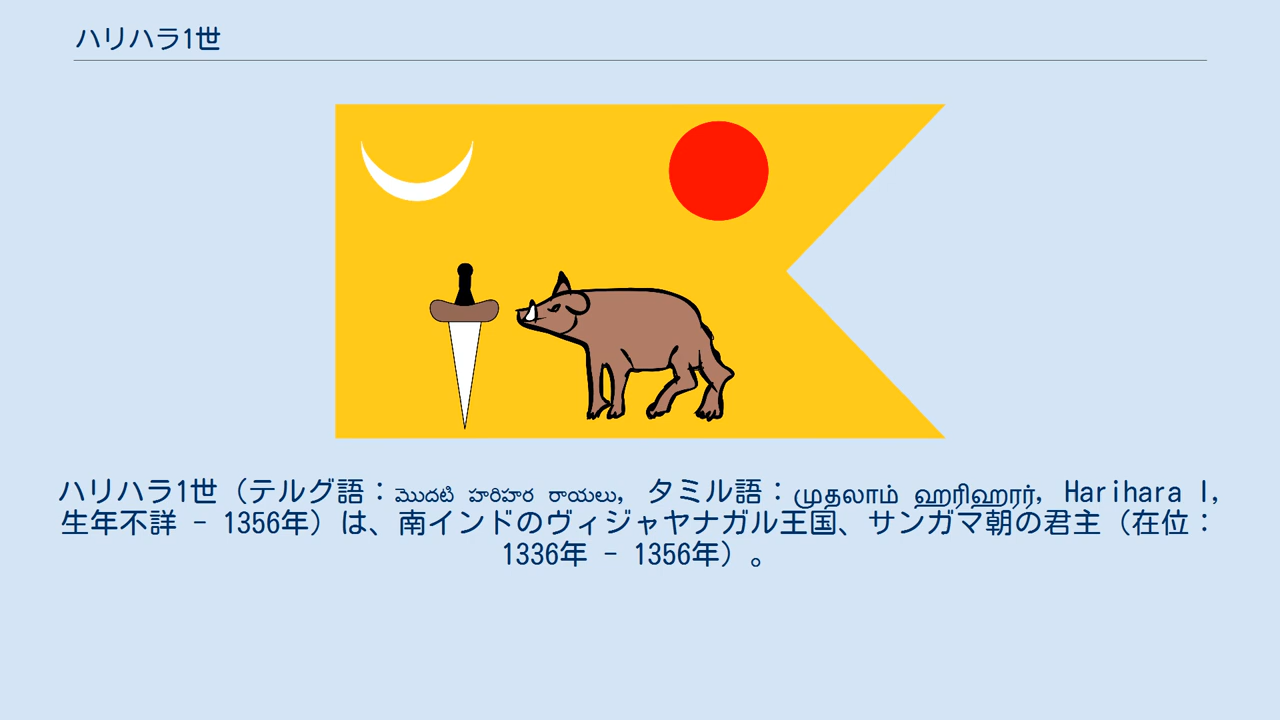 ハリハラ1世
ハリハラ1世（テルグ語：మొదటి హరిహర రాయలు, タミル語：முதலாம் ஹரிஹரர், Harihara I,
生年不詳 - 1356年）は、南インドのヴィジャヤナガル王国、サンガマ朝の君主（在位：
1336年 - 1356年）。